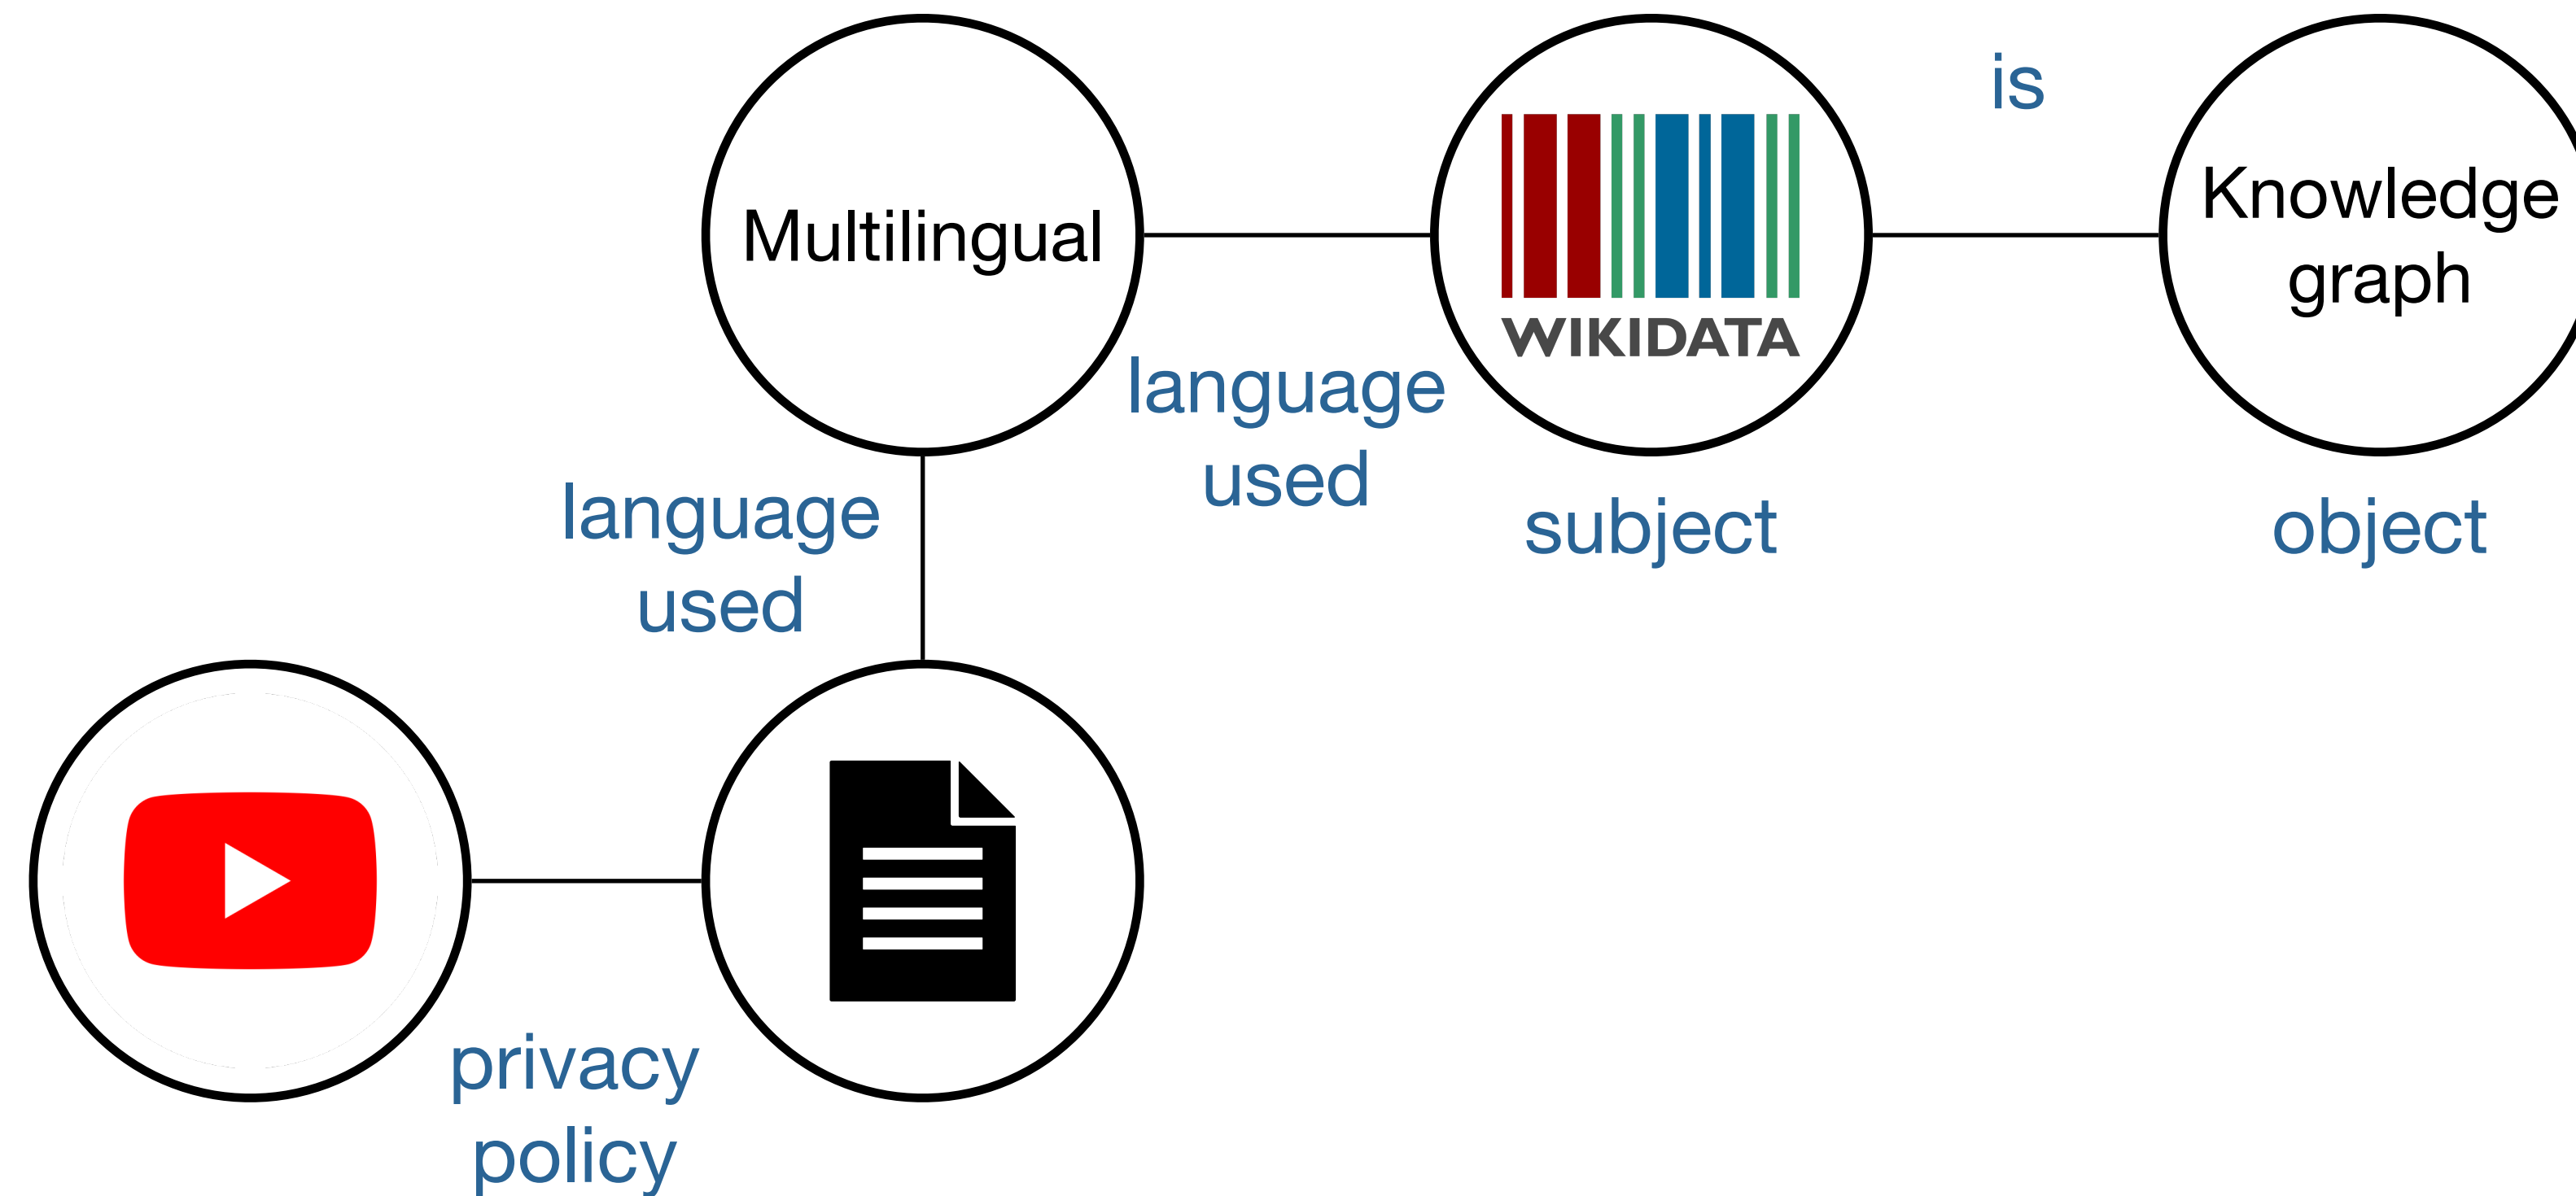 is
Multilingual
WIKIDATA
Knowledge
graph
language
used
subject
object
language
used
privacy
policy